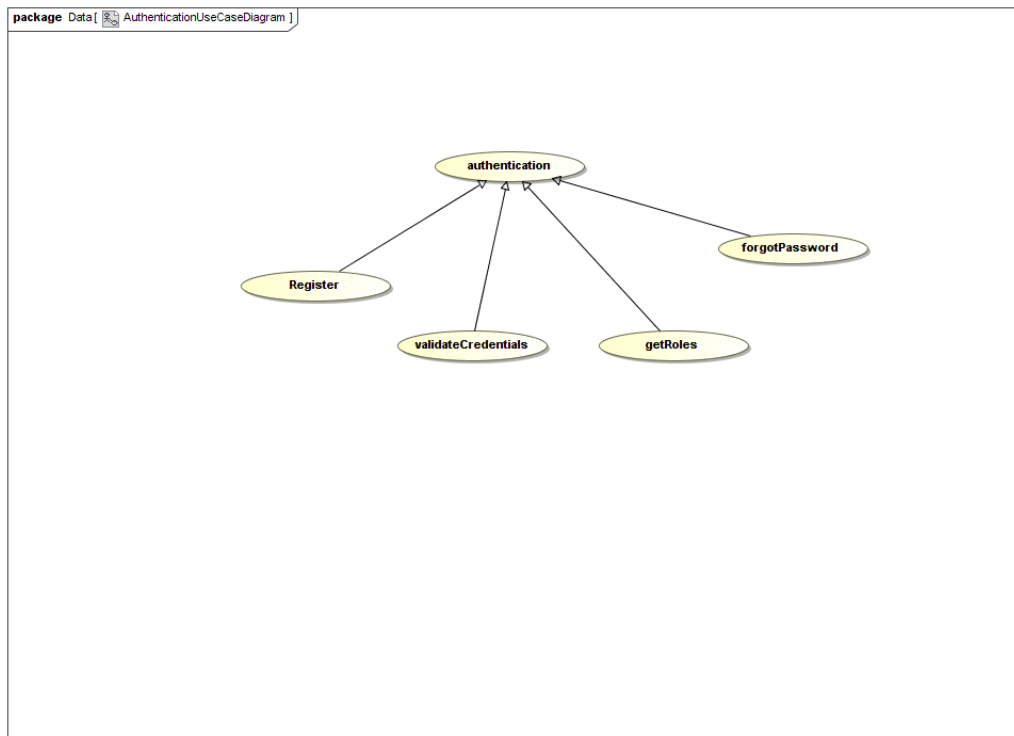 package Data[ AuthenticationUseCaseDiagram ]
authentication
forgotPassword
Register
validateCredentials
getRoles